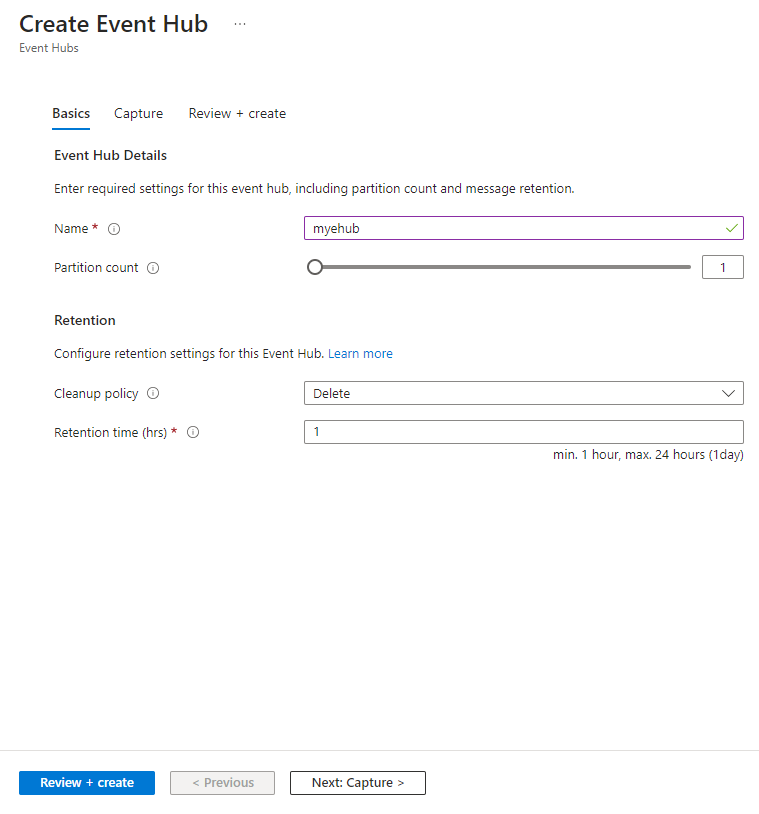 Create Event Hub ...
Event Hubs
Basics Capture Review + create
Event Hub Details
Enter required settings for this event hub, including partition count and message retention.
Name * myehub
Partition count 1
Retention
Configure retention settings for this Event Hub. Learn more
Cleanup policy Delete
Retention time (hrs) * 1
min. 1 hour, max. 24 hours (1day)
Review + create < Previous Next: Capture >